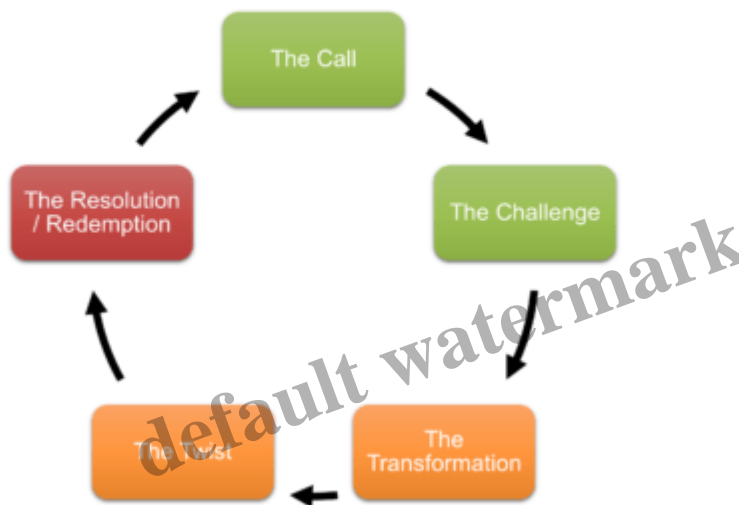 The Call
The Challenge
The
Transformation
The Twist
The Resolution
/ Redemption
default watermark